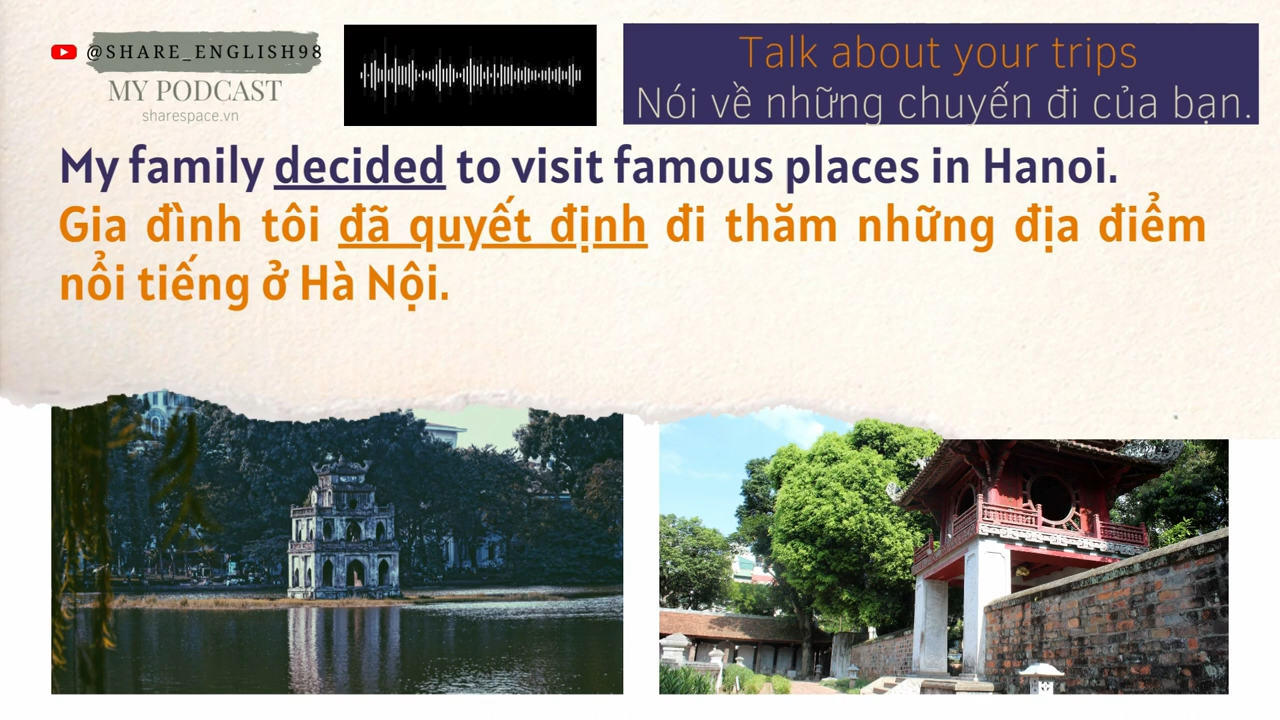 @SHARE_ENGLISH98
MY PODCAST
sharespace.vn
Talk about your trips
Nói về những chuyến đi của bạn.
My family decided to visit famous places in Hanoi.
Gia đình tôi đã quyết định đi thăm những địa điểm
nổi tiếng ở Hà Nội.